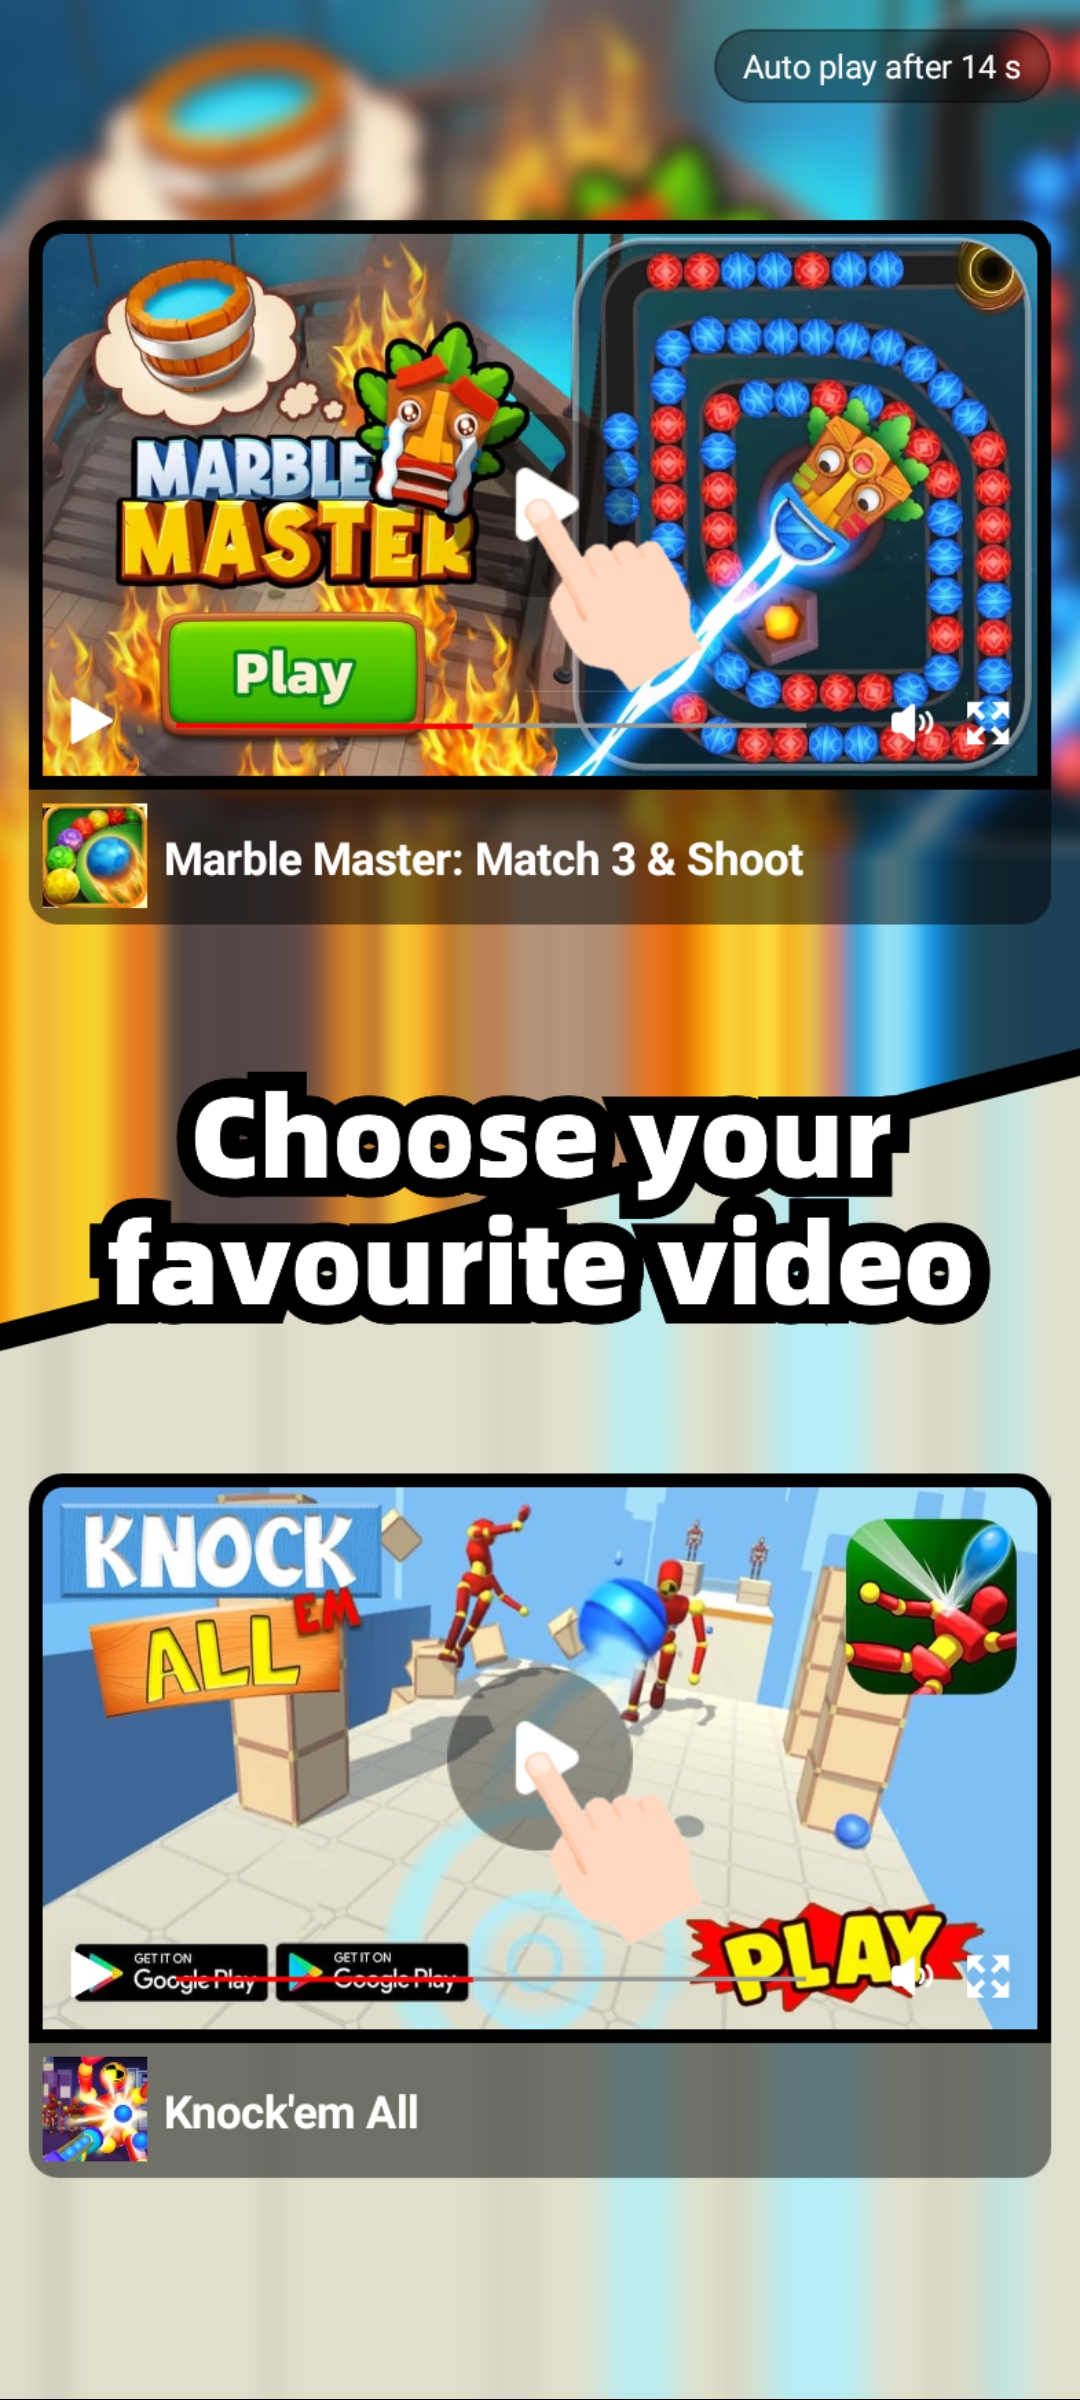 Auto play after 14 s
MARBLE
MASTER
Play
Marble Master: Match 3 & Shoot
Choose your
favourite video
KNOCK
EM
ALL
PLAY
GET IT ON
Google Play
GET IT ON
Google Play
Knock'em All